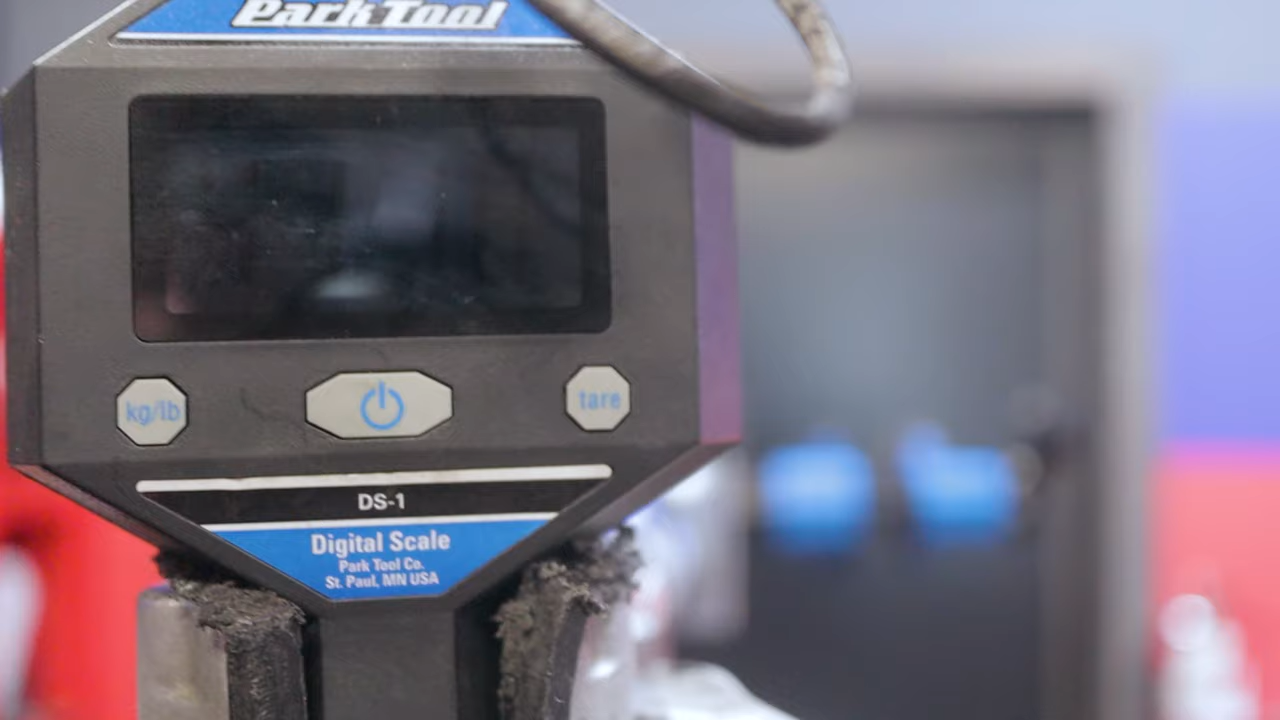 Park Tool
kg/lb
tare
DS-1
Digital Scale
Park Tool Co.
St. Paul, MN USA